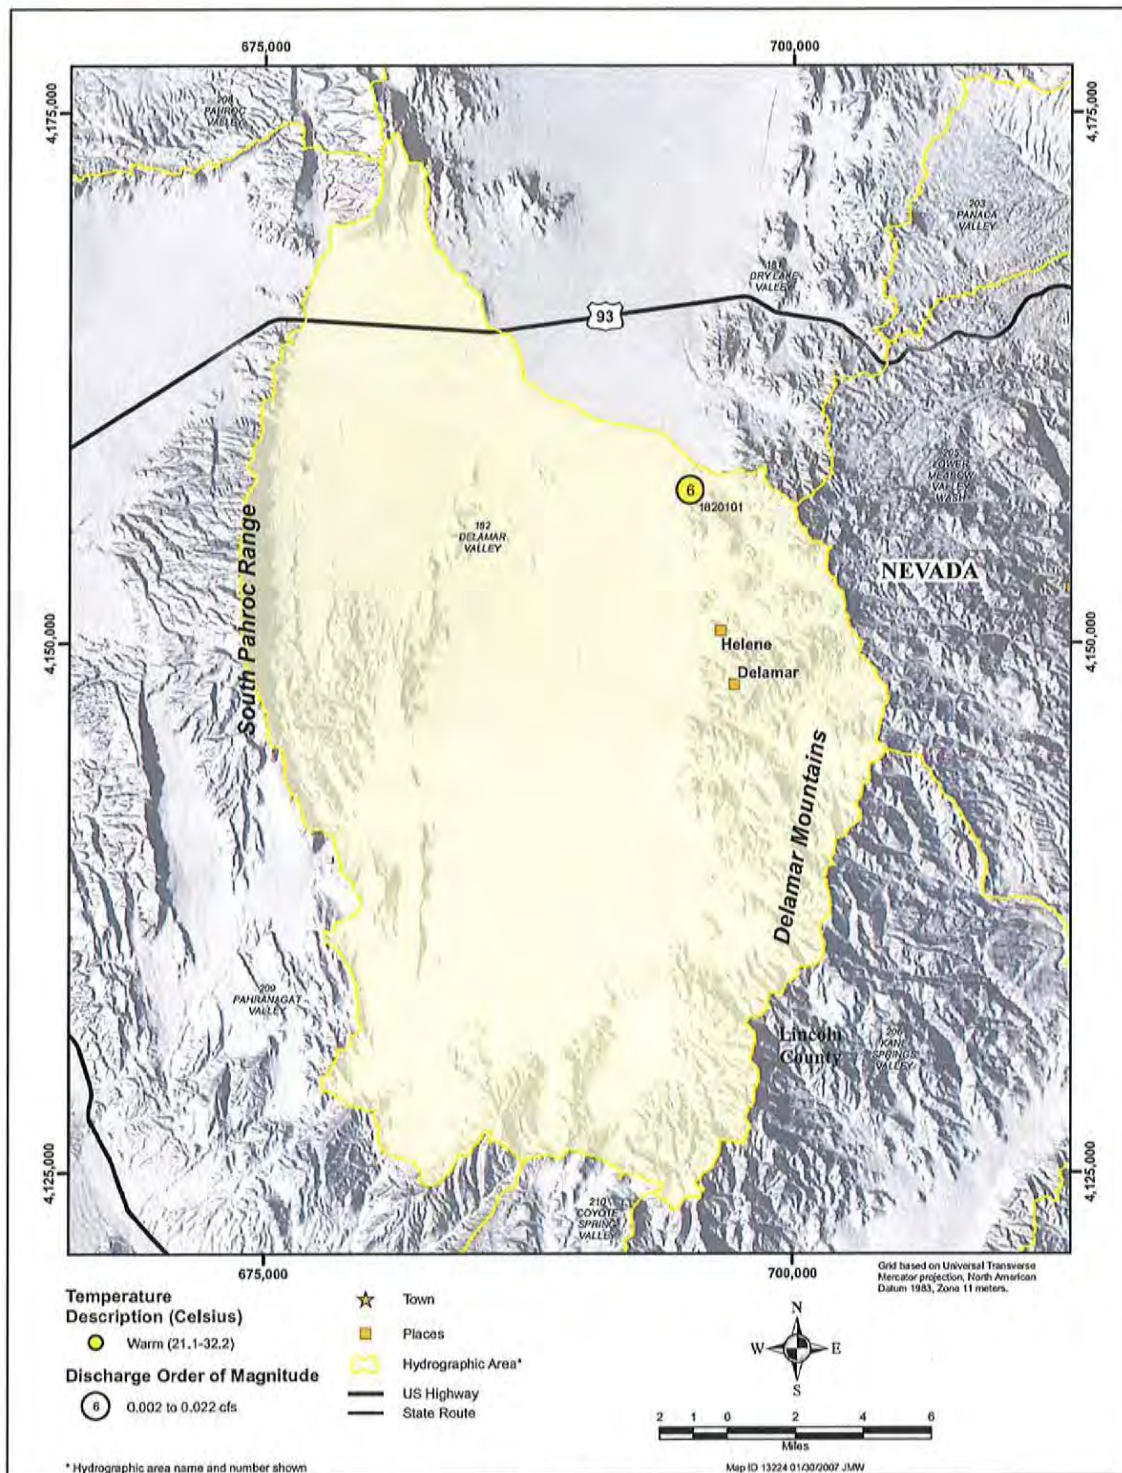 675,000
700,000
4,175,000
4,175,000
208
PAHROC
VALLEY
203
PANACA
VALLEY
181
DRY LAKE
VALLEY
93
205
LOWER
MEADOW
VALLEY
WASH
6
1820101
182
DELAMAR
VALLEY
South Pahroc Range
NEVADA
4,150,000
4,150,000
Helene
Delamar
Delamar Mountains
209
PAHRANAGAT
VALLEY
Lincoln
County
206
KANE
SPRINGS
VALLEY
4,125,000
4,125,000
210
COYOTE
SPRING
VALLEY
675,000
700,000
Grid based on Universal Transverse
Mercator projection, North American
Datum 1983, Zone 11 meters.
Temperature
Description (Celsius)
Warm (21.1-32.2)
Discharge Order of Magnitude
6
0.002 to 0.022 cfs
Town
Places
Hydrographic Area*
US Highway
State Route
N
W
E
S
2 1 0 2 4 6
Miles
* Hydrographic area name and number shown
Map ID 13224 01/30/2007 JMW